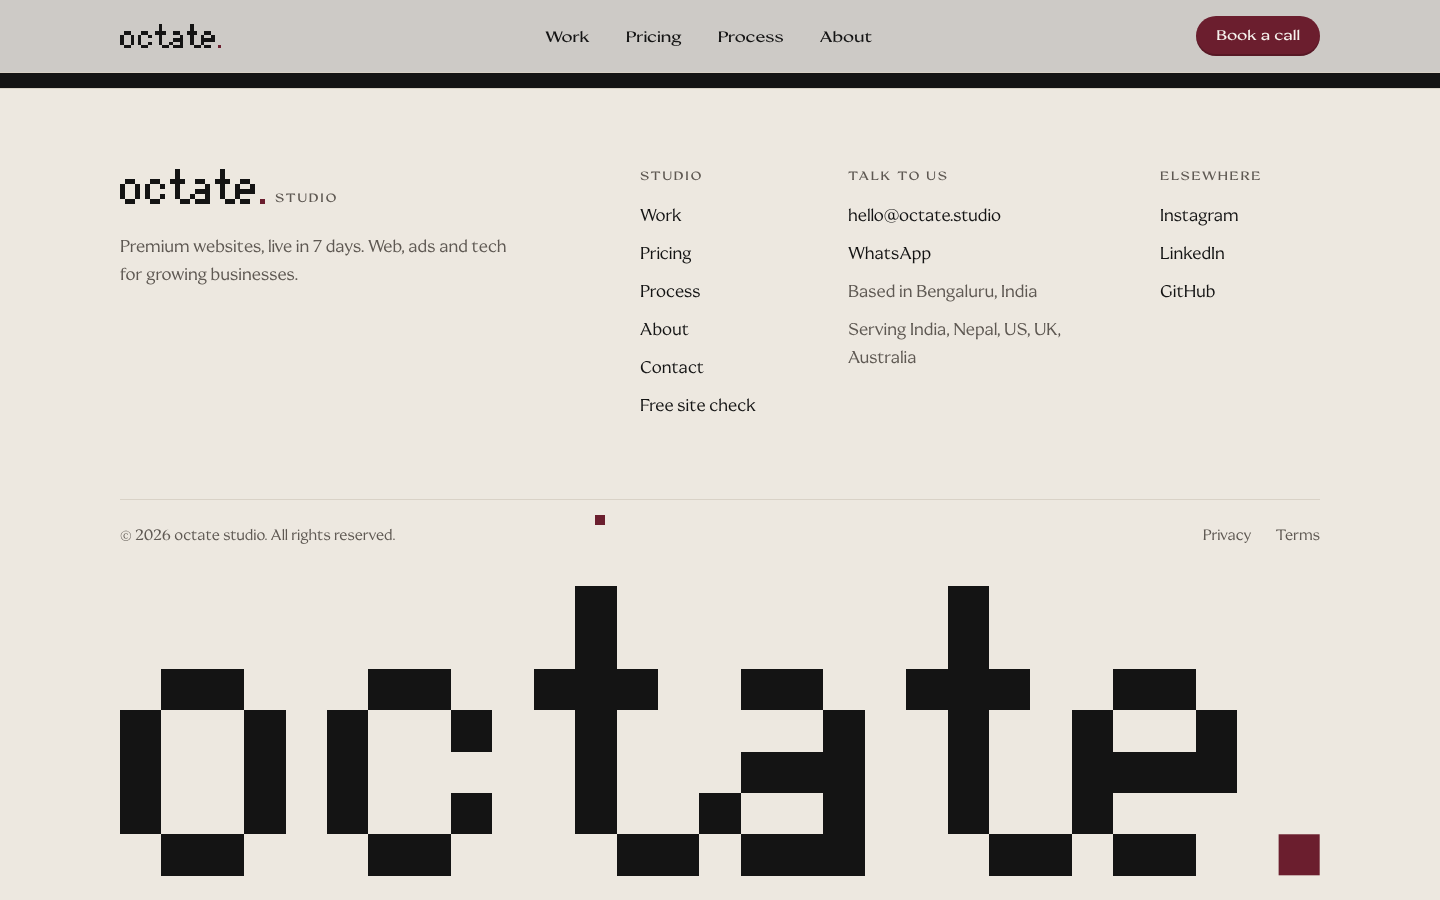 octate.
Work
Pricing
Process
About
Book a call
octate. STUDIO
Premium websites, live in 7 days. Web, ads and tech
for growing businesses.
STUDIO
Work
Pricing
Process
About
Contact
Free site check
TALK TO US
hello@octate.studio
WhatsApp
Based in Bengaluru, India
Serving India, Nepal, US, UK,
Australia
ELSEWHERE
Instagram
LinkedIn
GitHub
© 2026 octate studio. All rights reserved.
Privacy
Terms
octate.